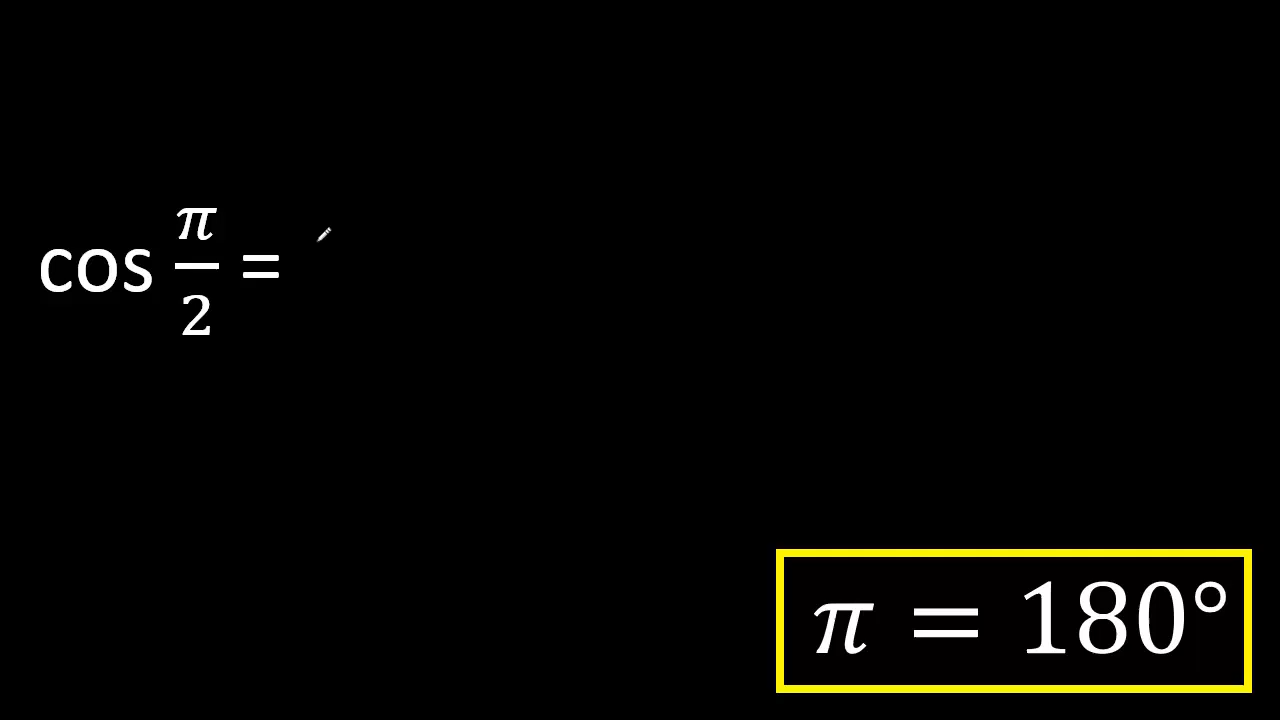 cos π/2 =
π = 180°